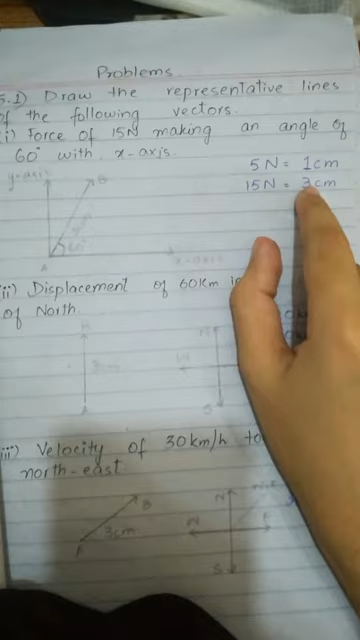 Problems
5.1) Draw the representative lines
of the following vectors.
(i) Force of 15N making an angle of
60° with x-axis.
5N = 1cm
15N = 3cm
y-axis
B
60°
A
x-axis
ii) Displacement of 60km in
of North.
N
W
A
S
iii) Velocity of 30km/h to
north-east.
B
N
3cm
A
W
E
S